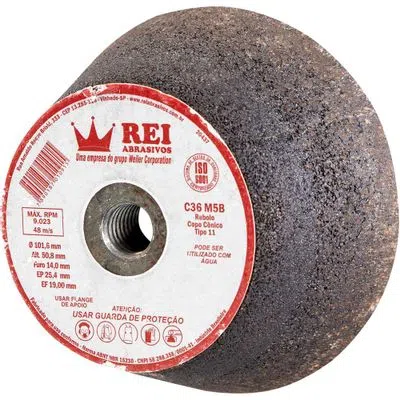 REI
ABRASIVOS
Uma empresa do grupo Weiler Corporation
ISO
9001
C36 M5B
Rebolo
Copo Cônico
Tipo 11
PODE SER
UTILIZADO COM
ÁGUA
MAX. RPM
9.023
48 m/s
Ø 101,6 mm
Alt. 50,8 mm
Furo 14,0 mm
EP 25,4 mm
EF 19,00 mm
USAR FLANGE
DE APOIO
ATENÇÃO:
USAR GUARDA DE PROTEÇÃO